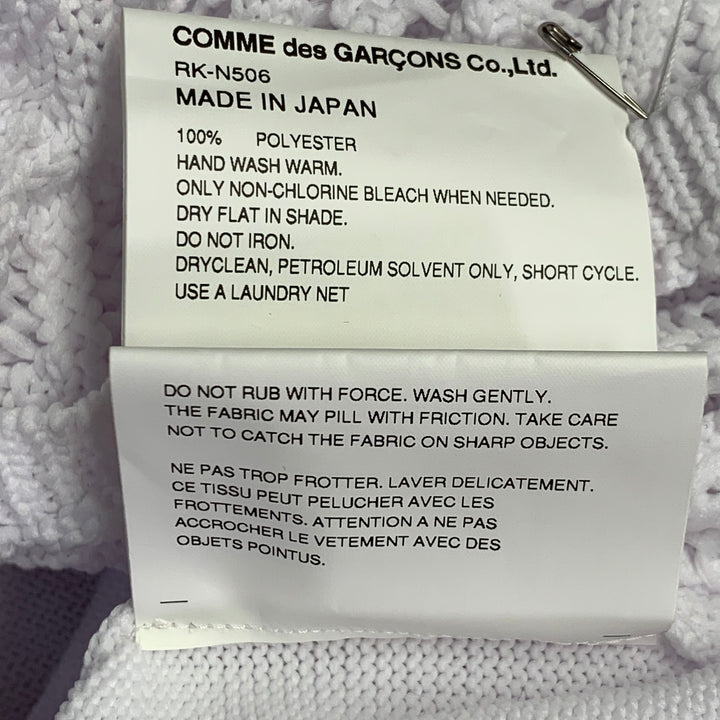 COMME des GARÇONS Co.,Ltd.
RK-N506
MADE IN JAPAN
100% POLYESTER
HAND WASH WARM.
ONLY NON-CHLORINE BLEACH WHEN NEEDED.
DRY FLAT IN SHADE.
DO NOT IRON.
DRYCLEAN, PETROLEUM SOLVENT ONLY, SHORT CYCLE.
USE A LAUNDRY NET
DO NOT RUB WITH FORCE. WASH GENTLY.
THE FABRIC MAY PILL WITH FRICTION. TAKE CARE
NOT TO CATCH THE FABRIC ON SHARP OBJECTS.
NE PAS TROP FROTTER. LAVER DELICATEMENT.
CE TISSU PEUT PELUCHER AVEC LES
FROTTEMENTS. ATTENTION A NE PAS
ACCROCHER LE VETEMENT AVEC DES
OBJETS POINTUS.